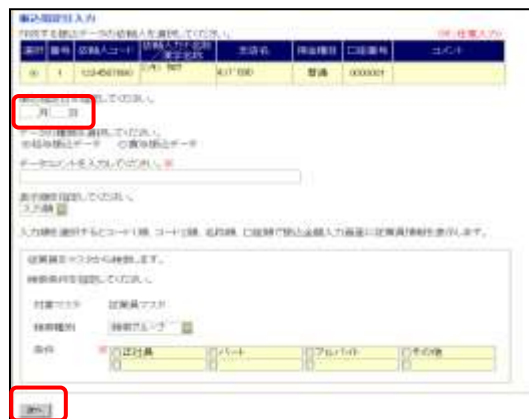 振込指定日入力
作成する振込データの依頼人を選択してください。 (※:任意入力)
選択 番号 依頼人コード 依頼人カナ名称 支店名 預金種目 口座番号 コメント
/漢字名称
1 1234567890 普通 0000001
振込指定日を指定してください。
月 日
データの種類を選択してください。
給与振込データ 賞与振込データ
データコメントを入力してください。※
表示順を指定してください。
入力順
入力順を選択するとコード1順、コード2順、名称順、口座順で振込金額入力画面に従業員情報を表示します。
従業員をマスタから検索します。
検索条件を指定してください。
対象マスタ 従業員マスタ
検索種別 検索グループ
条件 ※ 正社員 パート アルバイト その他
次へ